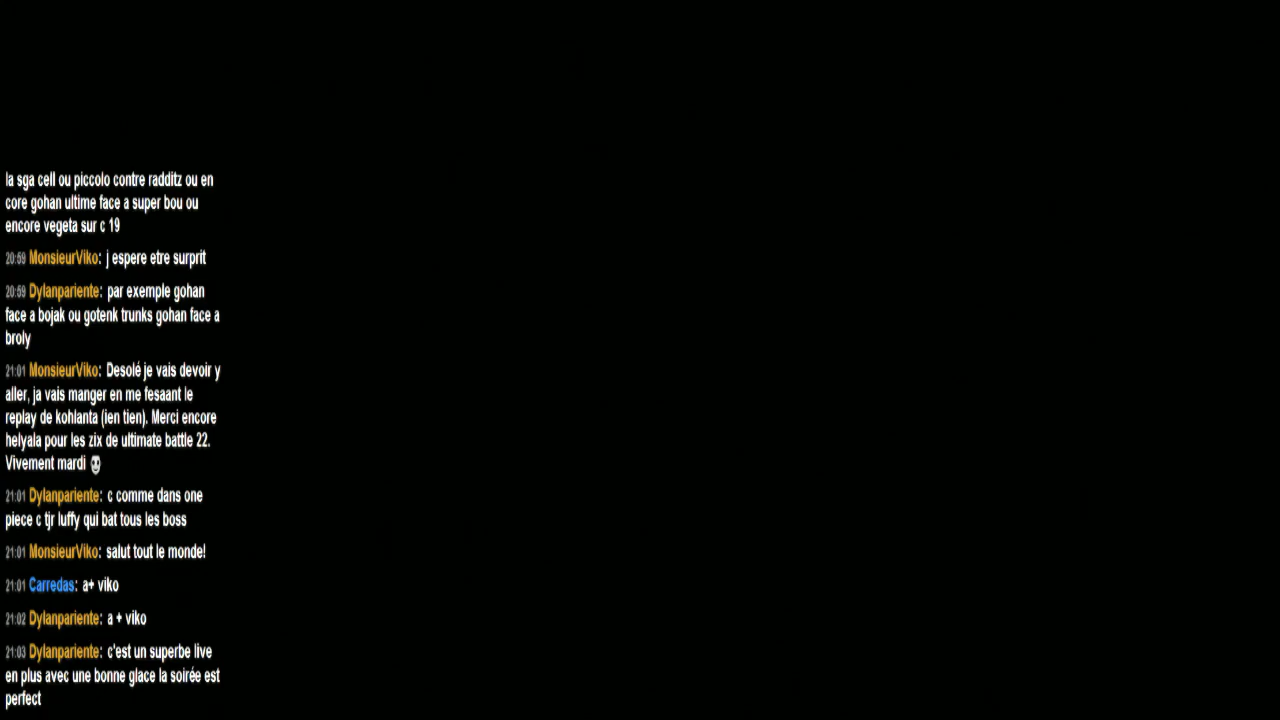 la sga cell ou piccolo contre radditz ou en
core gohan ultime face a super bou ou
encore vegeta sur c 19
20:59 MonsieurViko: j espere etre surprit
20:59 Dylanpariente: par exemple gohan
face a bojak ou gotenk trunks gohan face a
broly
21:01 MonsieurViko: Desolé je vais devoir y
aller, ja vais manger en me fesaant le
replay de kohlanta (ien tien). Merci encore
helyala pour les zix de ultimate battle 22.
Vivement mardi
21:01 Dylanpariente: c comme dans one
piece c tjr luffy qui bat tous les boss
21:01 MonsieurViko: salut tout le monde!
21:01 Carredas: a+ viko
21:02 Dylanpariente: a + viko
21:03 Dylanpariente: c'est un superbe live
en plus avec une bonne glace la soirée est
perfect